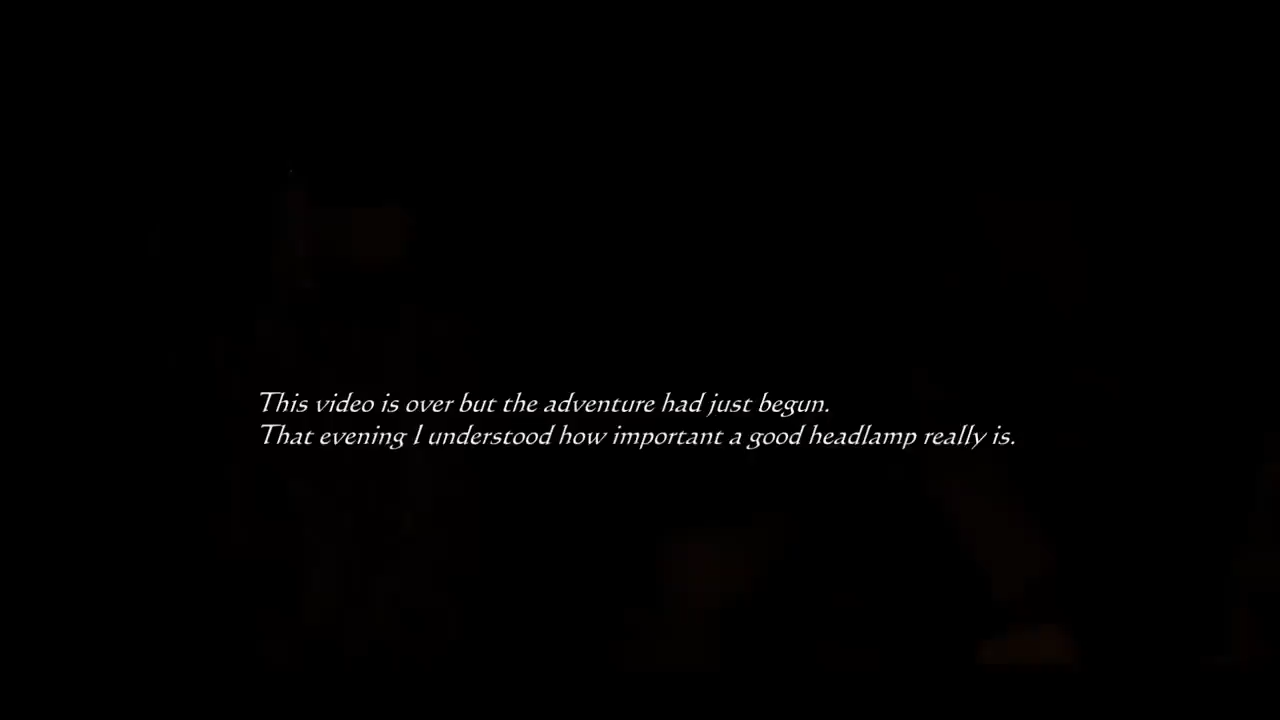 This video is over but the adventure had just begun.
That evening I understood how important a good headlamp really is.